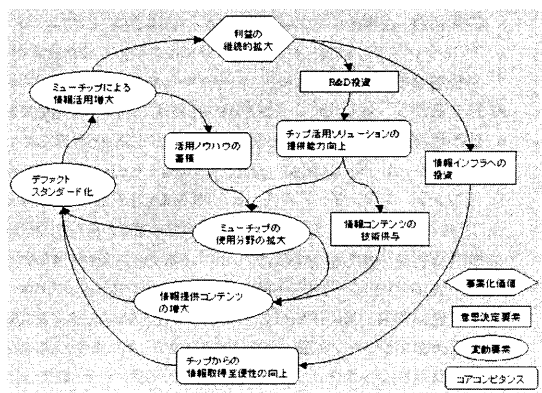 利益の
継続的拡大
ミューチップによる
情報活用増大
R&D投資
活用ノウハウの
蓄積
チップ活用ソリューションの
提供能力向上
情報インフラへの
投資
デファクト
スタンダード化
ミューチップの
使用分野の拡大
情報コンテンツの
技術供与
情報提供コンテンツ
の増大
チップからの
情報取得至便性の向上
事業化価値
意思決定要素
変動要素
コアコンピタンス